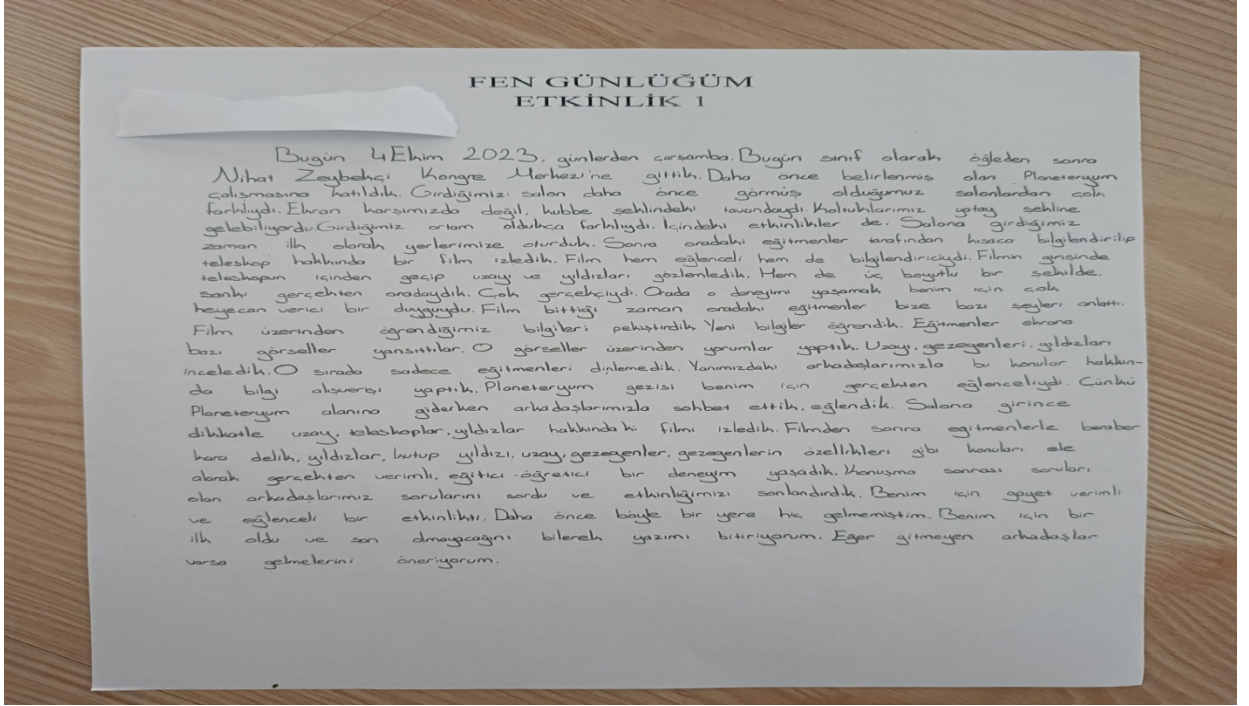 FEN GÜNLÜĞÜM
ETKİNLİK 1
Bugün 4 Ekim 2023, günlerden çarşamba. Bugün sınıf olarak öğleden sonra
Nihat Zeybekçi Kongre Merkezi'ne gittik. Daha önce belirlenmiş olan Planeteryum
çalışmasına katıldık. Girdiğimiz salon daha önce görmüş olduğumuz salonlardan çok
farklıydı. Ekran karşımızda değil, kubbe şeklindeki tavandaydı. Koltuklarımız yatay şekline
gelebiliyordu. Girdiğimiz ortam oldukça farklıydı. İçindeki etkinlikler de. Salona girdiğimiz
zaman ilk olarak yerlerimize oturduk. Sonra oradaki eğitmenler tarafından kısaca bilgilendirilip
teleskop hakkında bir film izledik. Film hem eğlenceli hem de bilgilendiriciydi. Filmin girişinde
teleskopun içinden geçip uzayı ve yıldızları gözlemledik. Hem de üç boyutlu bir şekilde.
sanki gerçekten oradaydık. Çok gerçekçiydi. Orada o deneyimi yaşamak benim için çok
heyecan verici bir duyguydu. Film bittiği zaman oradaki eğitmenler bize bazı şeyleri anlattı.
Film üzerinden öğrendiğimiz bilgileri pekiştirdik. Yeni bilgiler öğrendik. Eğitmenler ekrana
bazı görseller yansıttılar. O görseller üzerinden yorumlar yaptık. Uzayı, gezegenleri, yıldızları
inceledik. O sırada sadece eğitmenleri dinlemedik. Yanımızdaki arkadaşlarımızla bu konular hakkın-
da bilgi alışverişi yaptık. Planeteryum gezisi benim için gerçekten eğlenceliydi. Çünkü
Planeteryum alanına giderken arkadaşlarımızla sohbet ettik, eğlendik. Salona girince
dikkatle uzay, teleskoplar, yıldızlar hakkındaki filmi izledik. Filmden sonra egitmenlerle beraber
kara delik, yıldızlar, kutup yıldızı, uzay, gezegenler, gezegenlerin özellikleri gibi konuları ele
alarak gerçekten verimli, eğitici-öğretici bir deneyim yaşadık. Konuşma sonrası soruları
olan arkadaşlarımız sorularını sordu ve etkinliğimizi sonlandırdık. Benim için gayet verimli
ve eğlenceli bir etkinlikti. Daha önce böyle bir yere hiç gelmemiştim. Benim için bir
ilk oldu ve son olmayacağını bilerek yazımı bitiriyorum. Eğer gitmeyen arkadaşlar
varsa gelmelerini öneriyorum.